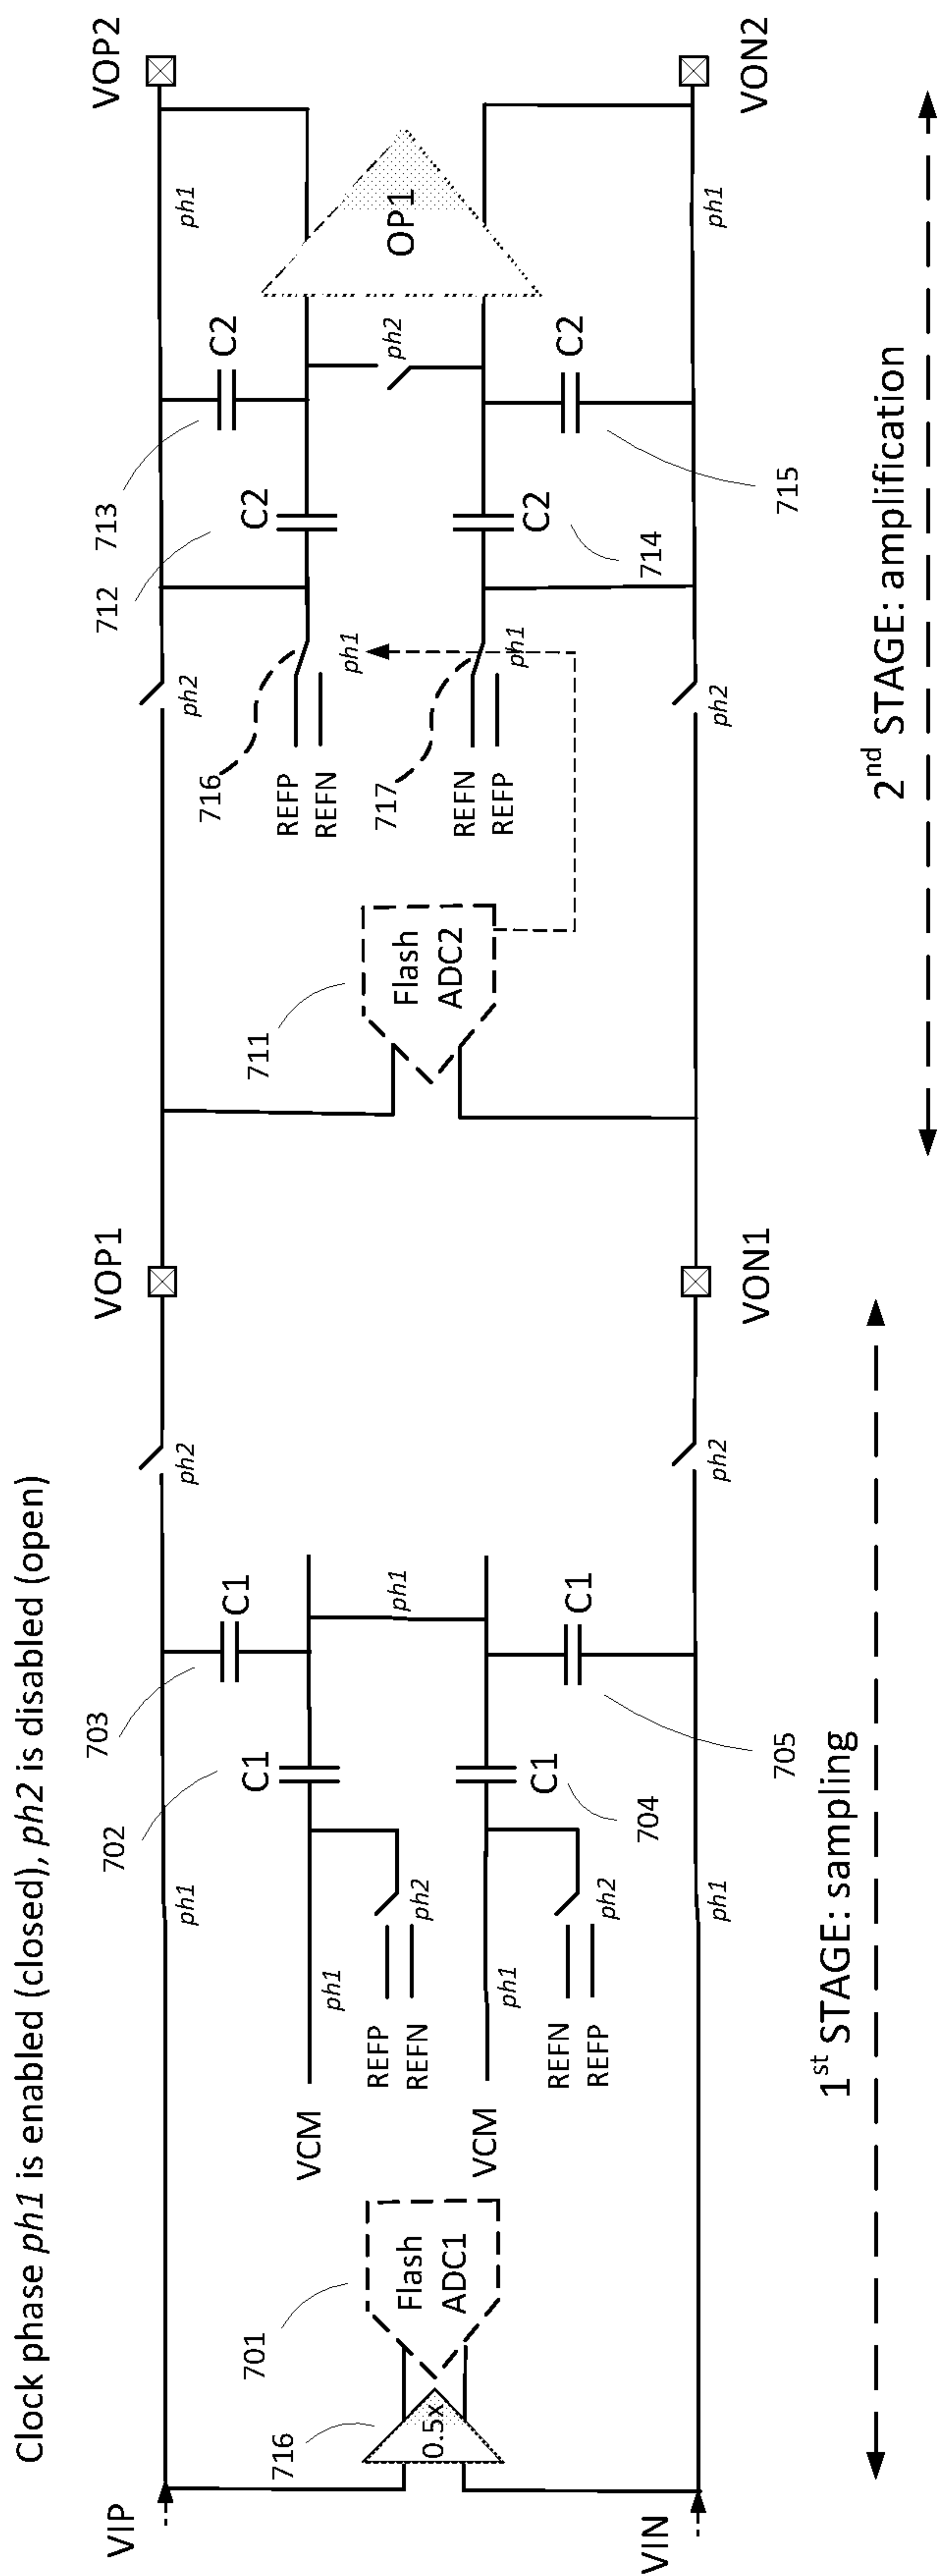 Clock phase ph1 is enabled (closed), ph2 is disabled (open)
VIP
VIN
716
0.5x
701
Flash
ADC1
VCM
VCM
ph1
ph1
ph1
ph1
REFP
REFN
ph2
REFN
REFP
ph2
702
C1
703
C1
704
C1
705
C1
ph1
ph2
ph2
1st STAGE: sampling
VOP1
VON1
711
Flash
ADC2
716
REFP
REFN
ph1
717
REFN
REFP
ph1
ph2
ph2
712
C2
713
C2
714
C2
715
C2
ph2
OP1
ph1
ph1
VOP2
VON2
2nd STAGE: amplification